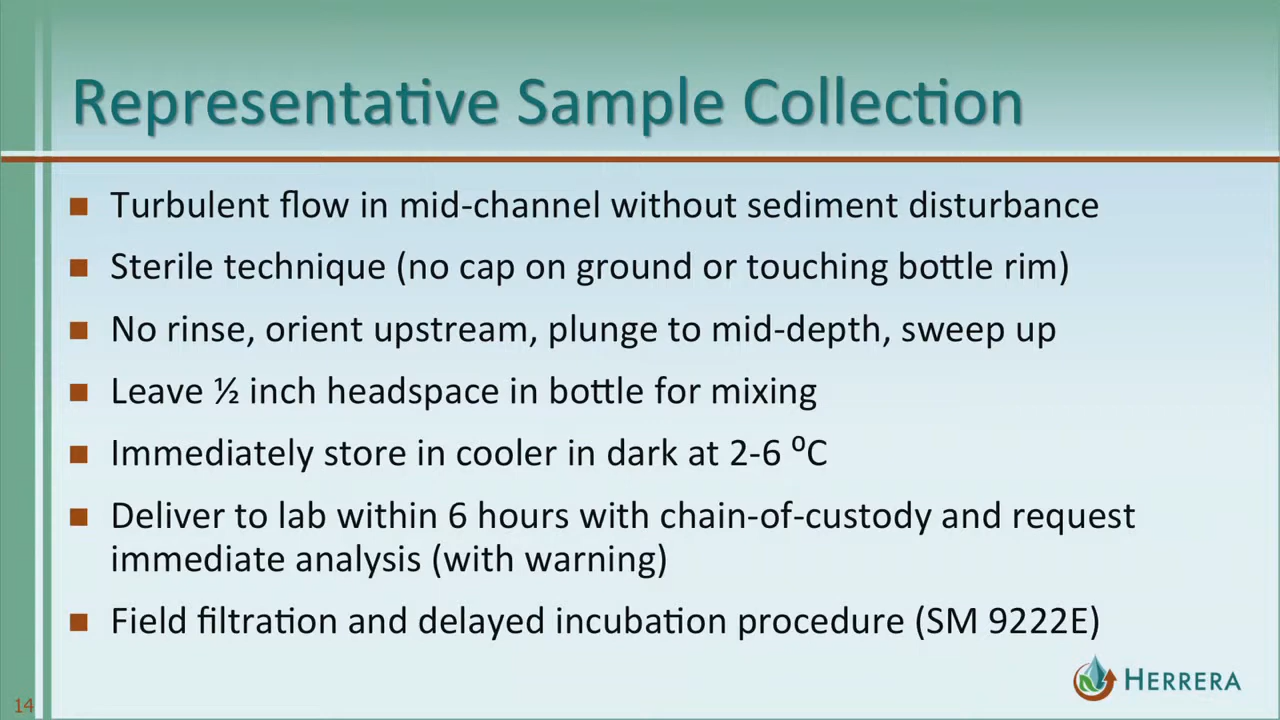 Representative Sample Collection
Turbulent flow in mid-channel without sediment disturbance
Sterile technique (no cap on ground or touching bottle rim)
No rinse, orient upstream, plunge to mid-depth, sweep up
Leave ½ inch headspace in bottle for mixing
Immediately store in cooler in dark at 2-6 ⁰C
Deliver to lab within 6 hours with chain-of-custody and request
immediate analysis (with warning)
Field filtration and delayed incubation procedure (SM 9222E)
HERRERA
14